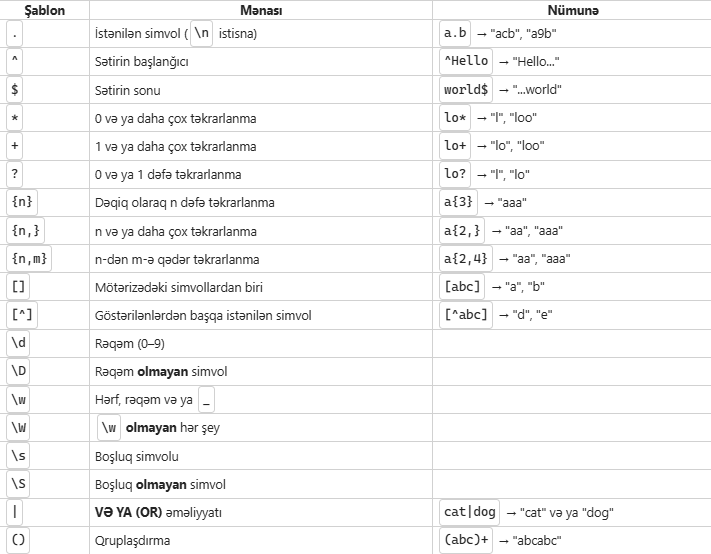 Şablon Mənası Nümunə
. İstənilən simvol ( \n istisna) a.b → "acb", "a9b"
^ Sətirin başlanğıcı ^Hello → "Hello..."
$ Sətirin sonu world$ → "...world"
* 0 və ya daha çox təkrarlanma lo* → "l", "loo"
+ 1 və ya daha çox təkrarlanma lo+ → "lo", "loo"
? 0 və ya 1 dəfə təkrarlanma lo? → "l", "lo"
{n} Dəqiq olaraq n dəfə təkrarlanma a{3} → "aaa"
{n,} n və ya daha çox təkrarlanma a{2,} → "aa", "aaa"
{n,m} n-dən m-ə qədər təkrarlanma a{2,4} → "aa", "aaa"
[] Mötərizədəki simvollardan biri [abc] → "a", "b"
[^] Göstərilənlərdən başqa istənilən simvol [^abc] → "d", "e"
\d Rəqəm (0–9)
\D Rəqəm olmayan simvol
\w Hərf, rəqəm və ya _
\W \w olmayan hər şey
\s Boşluq simvolu
\S Boşluq olmayan simvol
| VƏ YA (OR) əməliyyatı cat|dog → "cat" və ya "dog"
() Qruplaşdırma (abc)+ → "abcabc"